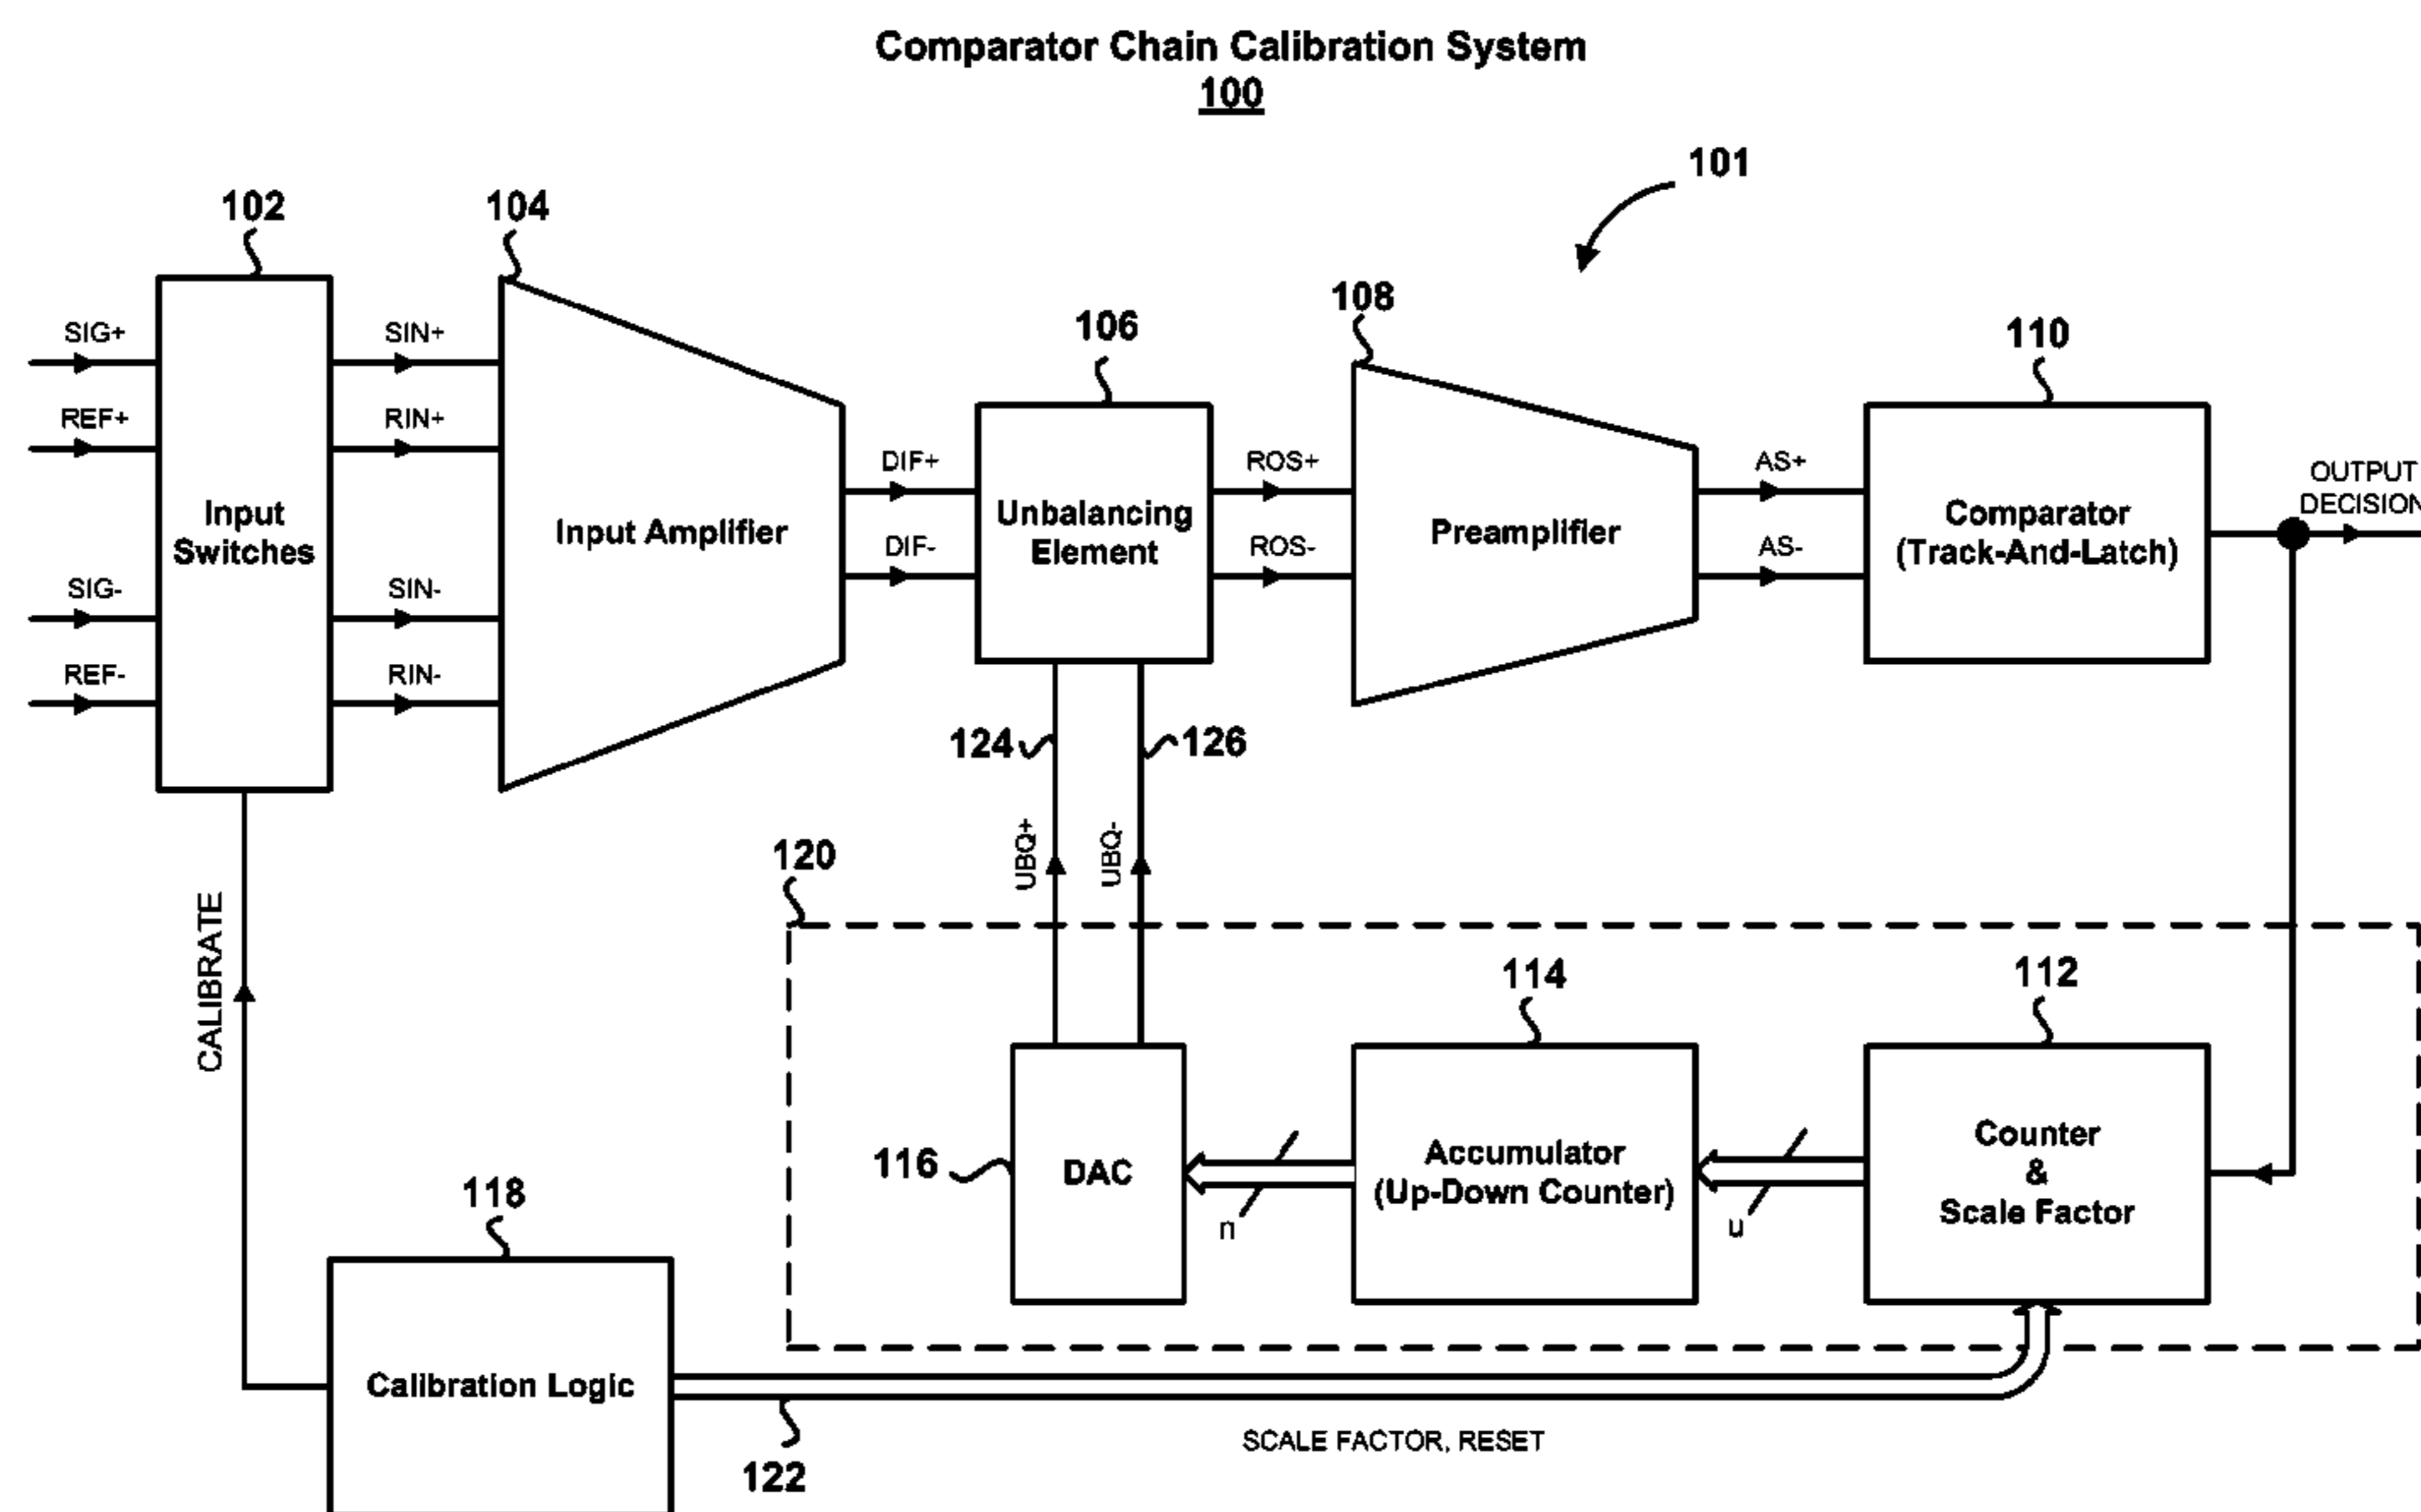 Comparator Chain Calibration System
100
101
102
104
106
108
110
SIG+
REF+
SIG-
REF-
Input
Switches
SIN+
RIN+
SIN-
RIN-
Input Amplifier
DIF+
DIF-
Unbalancing
Element
ROS+
ROS-
Preamplifier
AS+
AS-
Comparator
(Track-And-Latch)
OUTPUT
DECISION
124
126
UBQ+
UBQ-
CALIBRATE
120
114
112
116
DAC
n
Accumulator
(Up-Down Counter)
u
Counter
&
Scale Factor
118
Calibration Logic
122
SCALE FACTOR, RESET